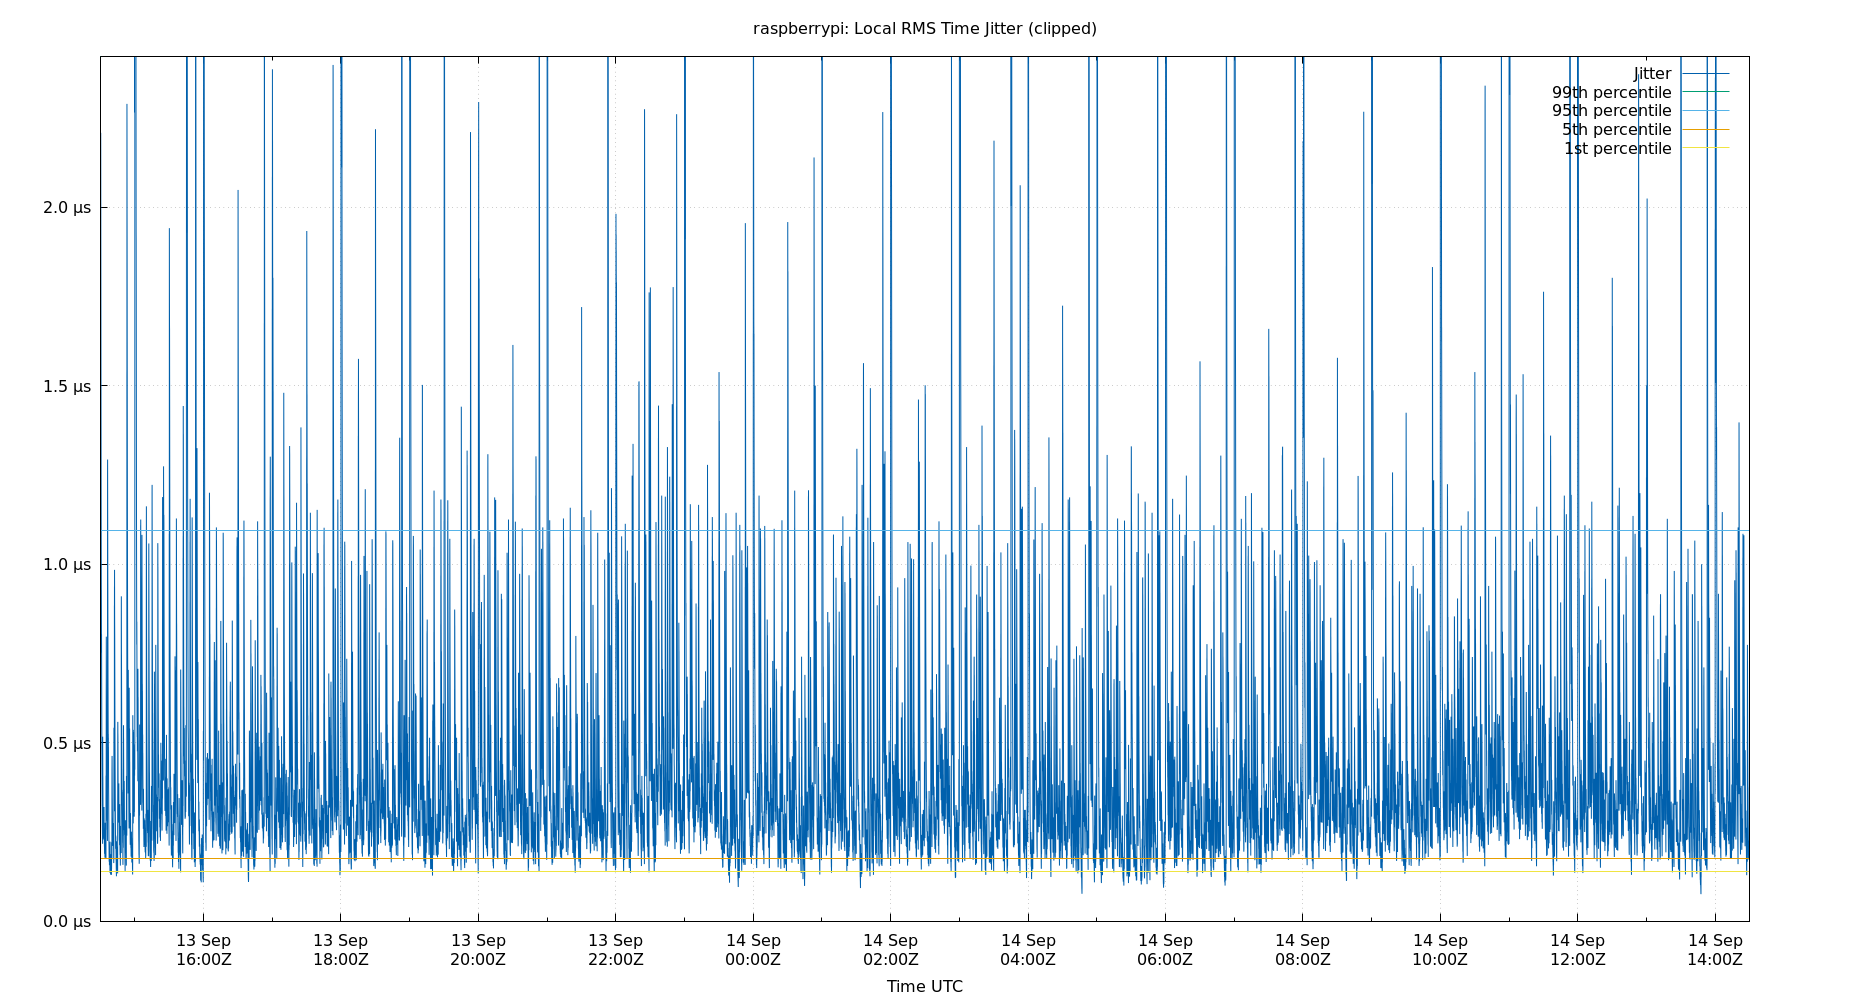 raspberrypi: Local RMS Time Jitter (clipped)
Jitter
99th percentile
95th percentile
5th percentile
1st percentile
2.0 µs
1.5 µs
1.0 µs
0.5 µs
0.0 µs
13 Sep 13 Sep 13 Sep 13 Sep 14 Sep 14 Sep 14 Sep 14 Sep 14 Sep 14 Sep 14 Sep 14 Sep
16:00Z 18:00Z 20:00Z 22:00Z 00:00Z 02:00Z 04:00Z 06:00Z 08:00Z 10:00Z 12:00Z 14:00Z
Time UTC